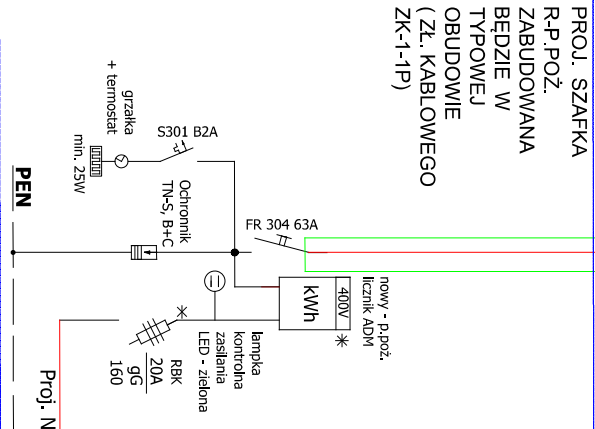 PROJ. SZAFKA
R-P.POŻ.
ZABUDOWANA
BĘDZIE W
TYPOWEJ
OBUDOWIE
( ZŁ. KABLOWEGO
ZK-1-1P)
FR 304 63A
S301 B2A
grzałka
+ termostat
min. 25W
Ochronnik
TN-S, B+C
PEN
nowy - p.poż.
licznik ADM
400V
kWh
lampka
kontrolna
zasilania
LED - zielona
RBK
20A
gG
160
Proj. N